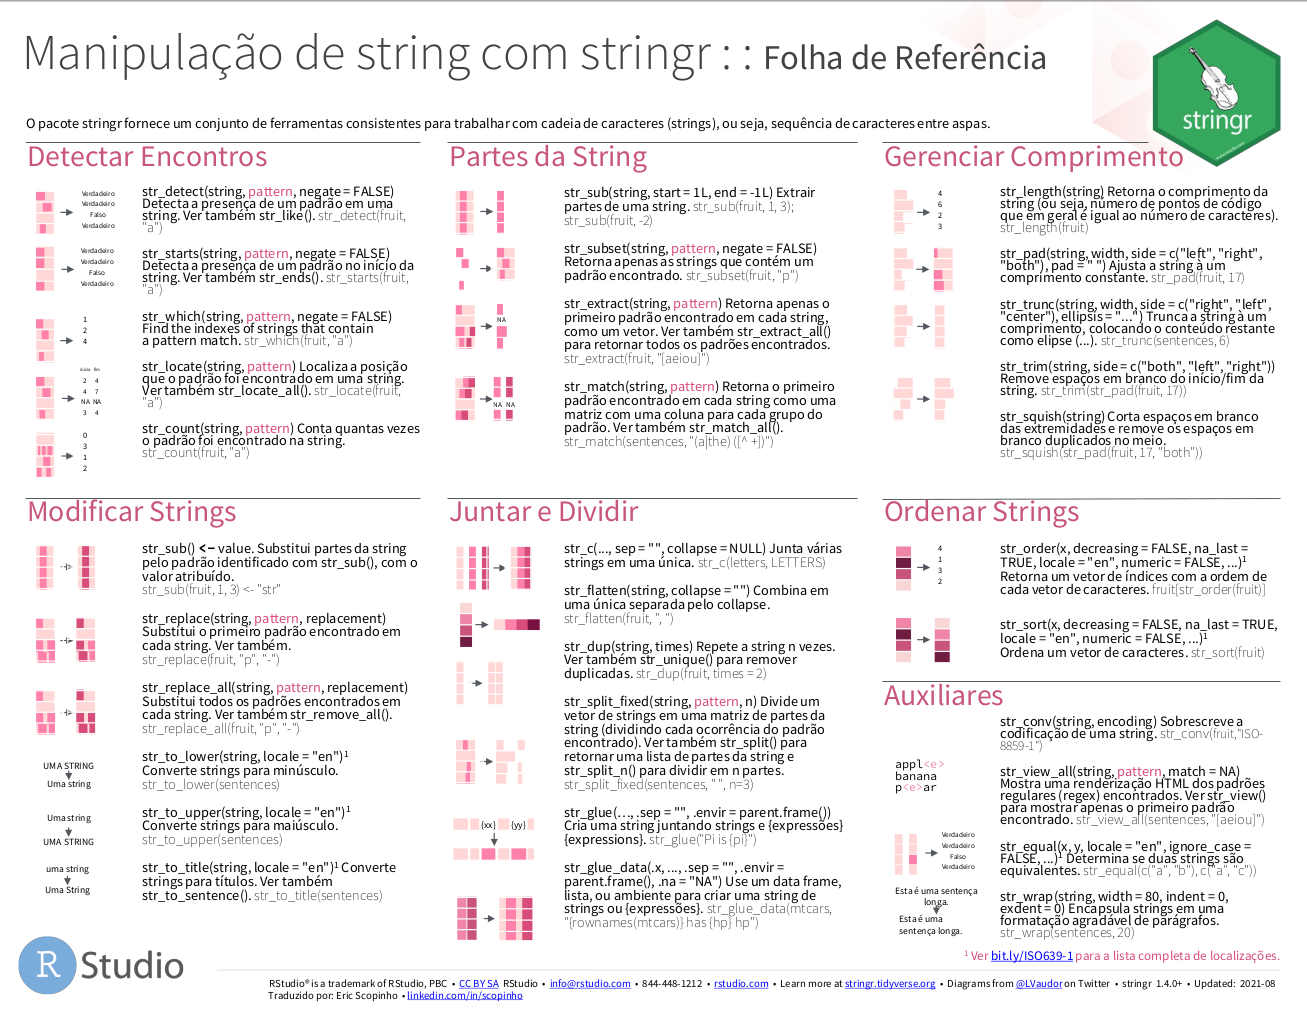 Manipulação de string com stringr : : Folha de Referência
stringr
O pacote stringr fornece um conjunto de ferramentas consistentes para trabalhar com cadeia de caracteres (strings), ou seja, sequência de caracteres entre aspas.
Detectar Encontros
Verdadeiro
Verdadeiro
Falso
Verdadeiro
str_detect(string, pattern, negate = FALSE)
Detecta a presença de um padrão em uma
string. Ver também str_like(). str_detect(fruit,
"a")
Verdadeiro
Verdadeiro
Falso
Verdadeiro
str_starts(string, pattern, negate = FALSE)
Detecta a presença de um padrão no início da
string. Ver também str_ends(). str_starts(fruit,
"a")
1
2
4
str_which(string, pattern, negate = FALSE)
Find the indexes of strings that contain
a pattern match. str_which(fruit, "a")
início fim
2 4
4 7
NA NA
3 4
str_locate(string, pattern) Localiza a posição
que o padrão foi encontrado em uma string.
Ver também str_locate_all(). str_locate(fruit,
"a")
0
3
1
2
str_count(string, pattern) Conta quantas vezes
o padrão foi encontrado na string.
str_count(fruit, "a")
Partes da String
str_sub(string, start = 1L, end = -1L) Extrair
partes de uma string. str_sub(fruit, 1, 3);
str_sub(fruit, -2)
str_subset(string, pattern, negate = FALSE)
Retorna apenas as strings que contém um
padrão encontrado. str_subset(fruit, "p")
NA
str_extract(string, pattern) Retorna apenas o
primeiro padrão encontrado em cada string,
como um vetor. Ver também str_extract_all()
para retornar todos os padrões encontrados.
str_extract(fruit, "[aeiou]")
NA NA
str_match(string, pattern) Retorna o primeiro
padrão encontrado em cada string como uma
matriz com uma coluna para cada grupo do
padrão. Ver também str_match_all().
str_match(sentences, "(a|the) ([^ +])")
Gerenciar Comprimento
4
6
2
3
str_length(string) Retorna o comprimento da
string (ou seja, número de pontos de código
que em geral é igual ao número de caracteres).
str_length(fruit)
str_pad(string, width, side = c("left", "right",
"both"), pad = " ") Ajusta a string à um
comprimento constante. str_pad(fruit, 17)
str_trunc(string, width, side = c("right", "left",
"center"), ellipsis = "...") Trunca a string à um
comprimento, colocando o conteúdo restante
como elipse (...). str_trunc(sentences, 6)
str_trim(string, side = c("both", "left", "right"))
Remove espaços em branco do início/fim da
string. str_trim(str_pad(fruit, 17))
str_squish(string) Corta espaços em branco
das extremidades e remove os espaços em
branco duplicados no meio.
str_squish(str_pad(fruit, 17, "both"))
Modificar Strings
str_sub() <- value. Substitui partes da string
pelo padrão identificado com str_sub(), com o
valor atribuído.
str_sub(fruit, 1, 3) <- "str"
str_replace(string, pattern, replacement)
Substitui o primeiro padrão encontrado em
cada string. Ver também.
str_replace(fruit, "p", "-")
str_replace_all(string, pattern, replacement)
Substitui todos os padrões encontrados em
cada string. Ver também str_remove_all().
str_replace_all(fruit, "p", "-")
UMA STRING
Uma string
str_to_lower(string, locale = "en")¹
Converte strings para minúsculo.
str_to_lower(sentences)
Uma string
UMA STRING
str_to_upper(string, locale = "en")¹
Converte strings para maiúsculo.
str_to_upper(sentences)
uma string
Uma String
str_to_title(string, locale = "en")¹ Converte
strings para títulos. Ver também
str_to_sentence(). str_to_title(sentences)
Juntar e Dividir
str_c(..., sep = "", collapse = NULL) Junta várias
strings em uma única. str_c(letters, LETTERS)
str_flatten(string, collapse = "") Combina em
uma única separada pelo collapse.
str_flatten(fruit, ", ")
str_dup(string, times) Repete a string n vezes.
Ver também str_unique() para remover
duplicadas. str_dup(fruit, times = 2)
str_split_fixed(string, pattern, n) Divide um
vetor de strings em uma matriz de partes da
string (dividindo cada ocorrência do padrão
encontrado). Ver também str_split() para
retornar uma lista de partes da string e
str_split_n() para dividir em n partes.
str_split_fixed(sentences, " ", n=3)
{xx} {yy}
str_glue(…, .sep = "", .envir = parent.frame())
Cria uma string juntando strings e {expressões}
{expressions}. str_glue("Pi is {pi}")
str_glue_data(.x, ..., .sep = "", .envir =
parent.frame(), .na = "NA") Use um data frame,
lista, ou ambiente para criar uma string de
strings ou {expressões}. str_glue_data(mtcars,
"{rownames(mtcars)} has {hp} hp")
Ordenar Strings
4
1
3
2
str_order(x, decreasing = FALSE, na_last =
TRUE, locale = "en", numeric = FALSE, ...)¹
Retorna um vetor de índices com a ordem de
cada vetor de caracteres. fruit[str_order(fruit)]
str_sort(x, decreasing = FALSE, na_last = TRUE,
locale = "en", numeric = FALSE, ...)¹
Ordena um vetor de caracteres. str_sort(fruit)
Auxiliares
str_conv(string, encoding) Sobrescreve a
codificação de uma string. str_conv(fruit,"ISO-
8859-1")
appl<e>
banana
p<e>ar
str_view_all(string, pattern, match = NA)
Mostra uma renderização HTML dos padrões
regulares (regex) encontrados. Ver str_view()
para mostrar apenas o primeiro padrão
encontrado. str_view_all(sentences, "[aeiou]")
Verdadeiro
Verdadeiro
Falso
Verdadeiro
str_equal(x, y, locale = "en", ignore_case =
FALSE, ...)¹ Determina se duas strings são
equivalentes. str_equal(c("a", "b"), c("a", "c"))
Esta é uma sentença
longa.
Esta é uma
sentença longa.
str_wrap(string, width = 80, indent = 0,
exdent = 0) Encapsula strings em uma
formatação agradável de parágrafos.
str_wrap(sentences, 20)
¹ Ver bit.ly/ISO639-1 para a lista completa de localizações.
R Studio
RStudio® is a trademark of RStudio, PBC • CC BY SA RStudio • info@rstudio.com • 844-448-1212 • rstudio.com • Learn more at stringr.tidyverse.org • Diagrams from @LVaudor on Twitter • stringr 1.4.0+ • Updated: 2021-08
Traduzido por: Eric Scopinho • linkedin.com/in/scopinho